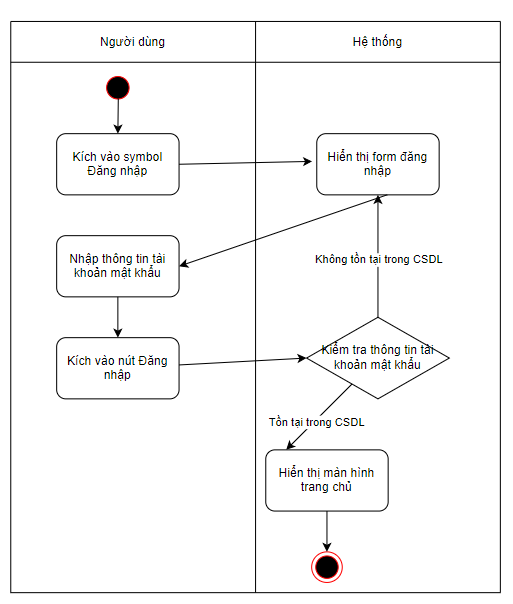 Người dùng
Hệ thống
Kích vào symbol
Đăng nhập
Hiển thị form đăng
nhập
Nhập thông tin tài
khoản mật khẩu
Không tồn tại trong CSDL
Kích vào nút Đăng
nhập
Kiểm tra thông tin tài
khoản mật khẩu
Tồn tại trong CSDL
Hiển thị màn hình
trang chủ